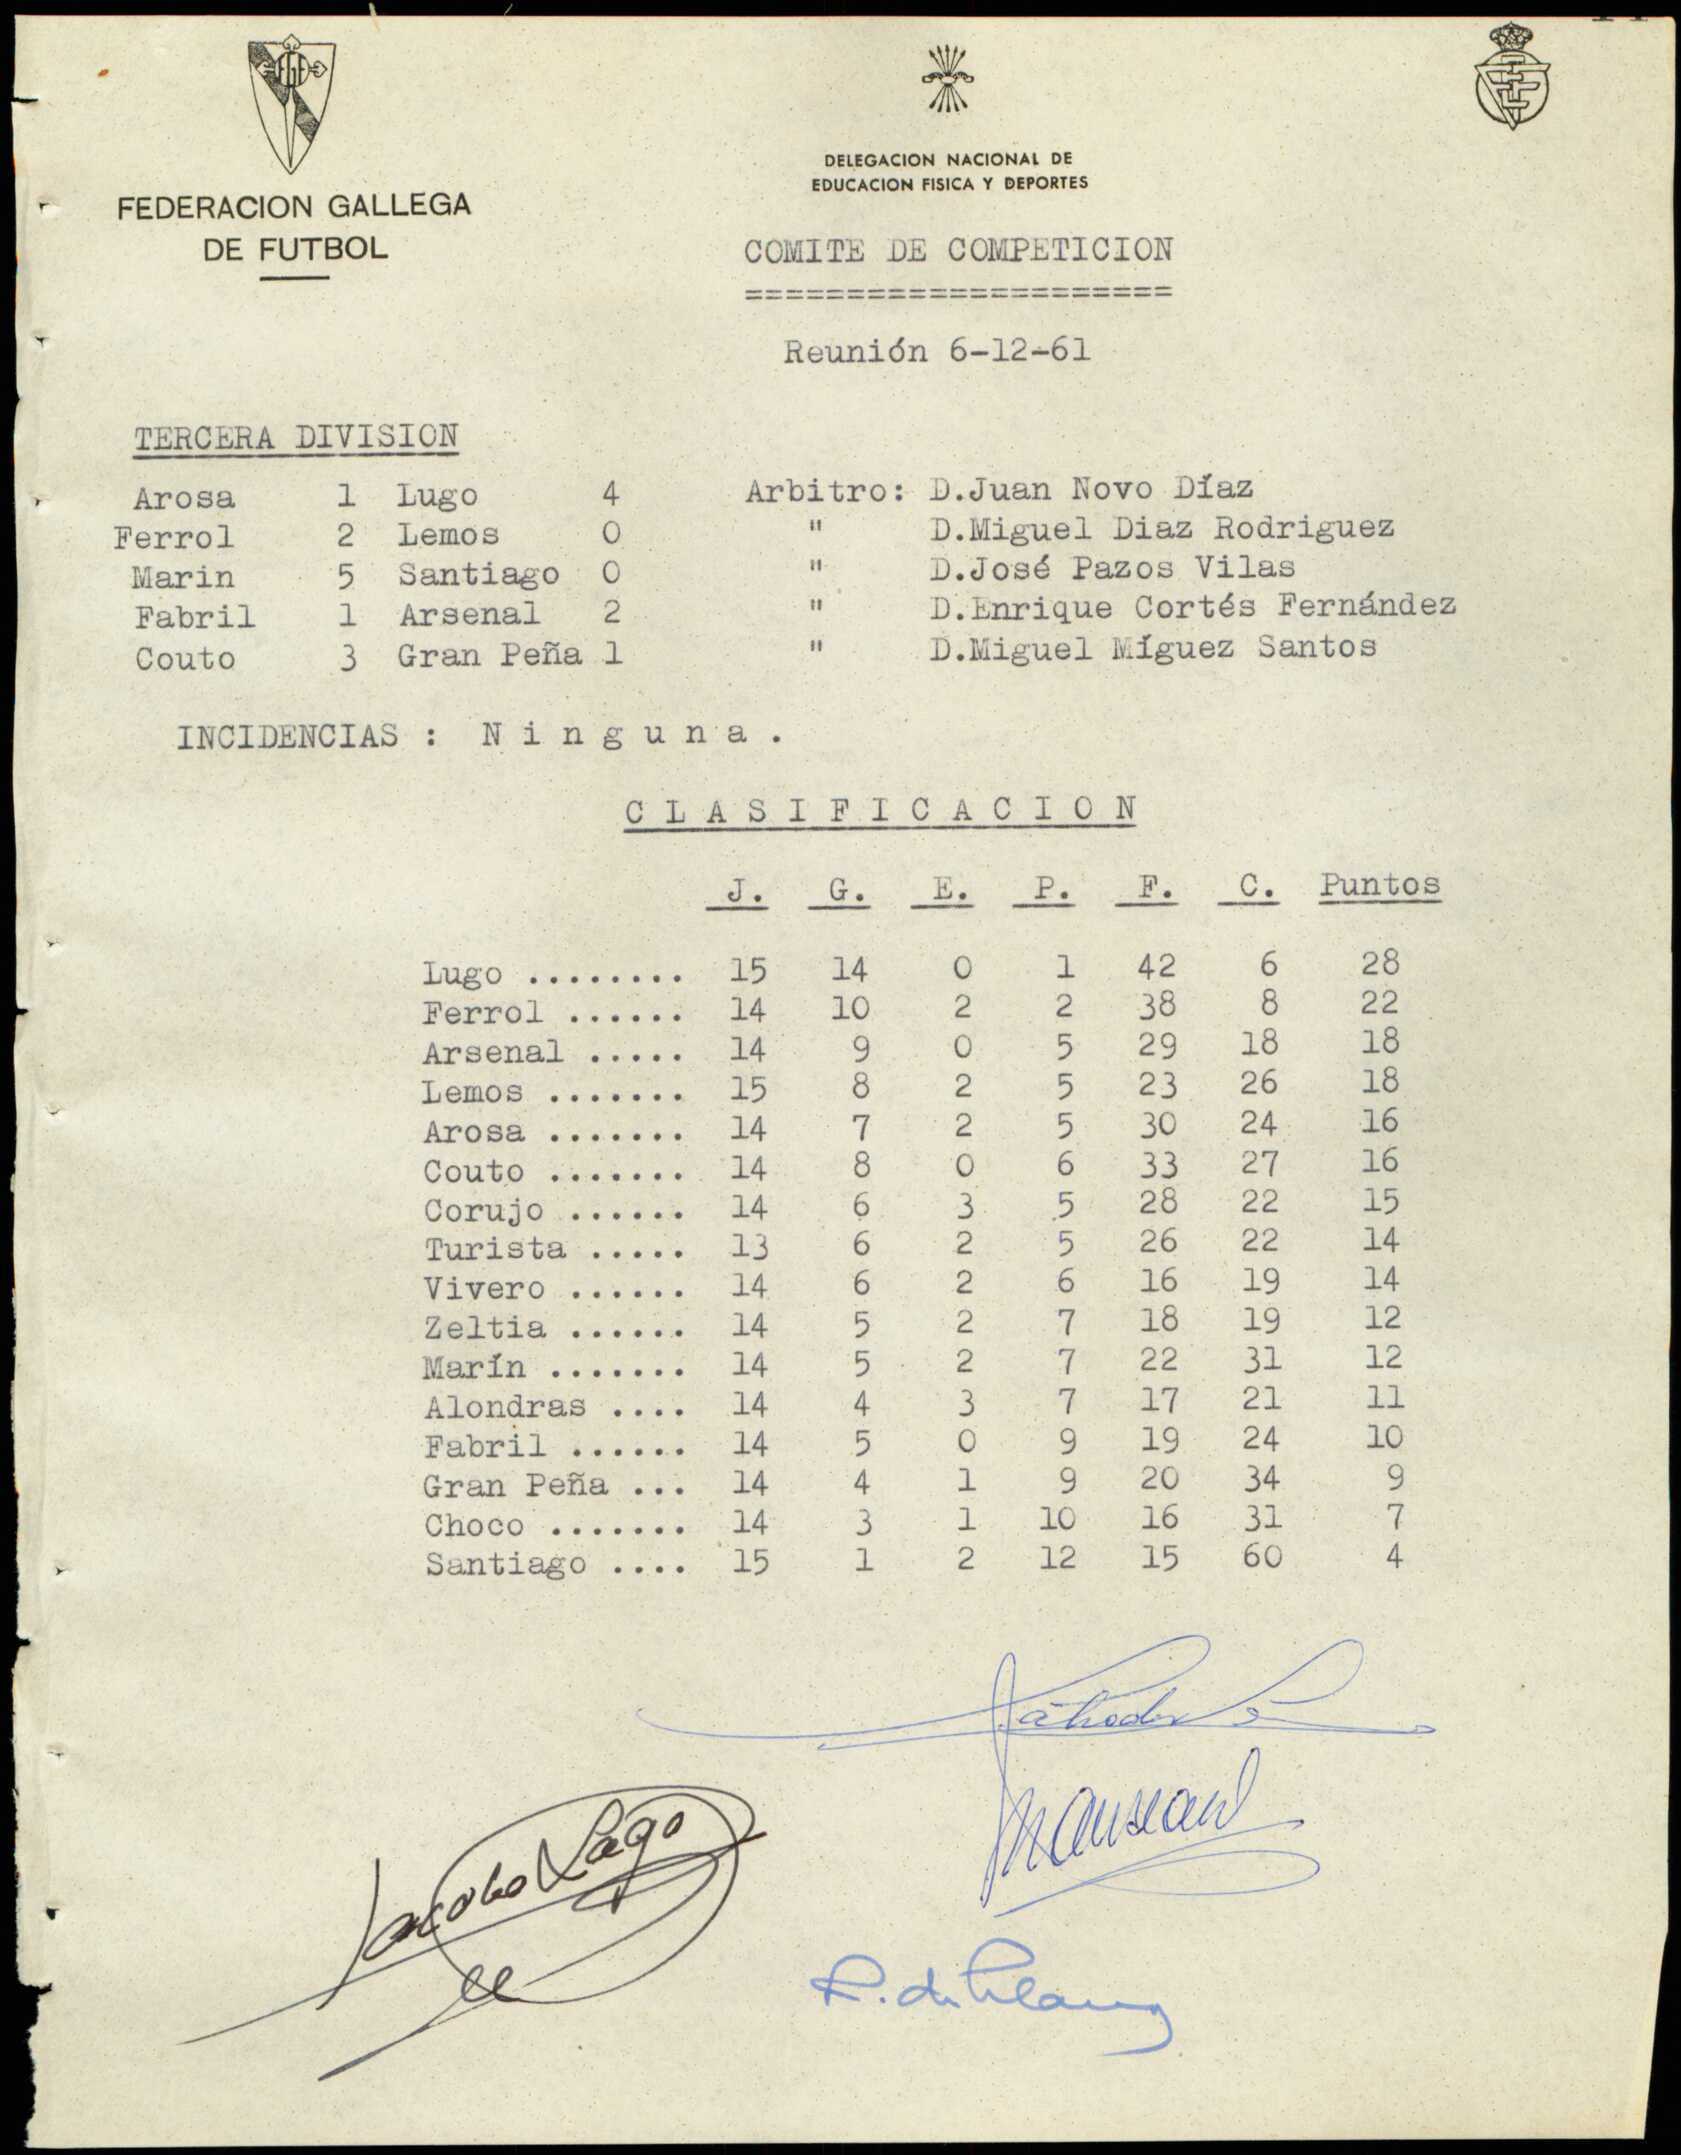 FEDERACION GALLEGA
DE FUTBOL
DELEGACION NACIONAL DE
EDUCACION FISICA Y DEPORTES
COMITE DE COMPETICION
=====================
Reunión 6-12-61
TERCERA DIVISION
Arosa 1 Lugo 4 Arbitro: D.Juan Novo Díaz
Ferrol 2 Lemos 0 " D.Miguel Diaz Rodriguez
Marin 5 Santiago 0 " D.José Pazos Vilas
Fabril 1 Arsenal 2 " D.Enrique Cortés Fernández
Couto 3 Gran Peña 1 " D.Miguel Míguez Santos
INCIDENCIAS : N i n g u n a .
C L A S I F I C A C I O N
J. G. E. P. F. C. Puntos
Lugo ........ 15 14 0 1 42 6 28
Ferrol ...... 14 10 2 2 38 8 22
Arsenal ..... 14 9 0 5 29 18 18
Lemos ....... 15 8 2 5 23 26 18
Arosa ....... 14 7 2 5 30 24 16
Couto ....... 14 8 0 6 33 27 16
Corujo ...... 14 6 3 5 28 22 15
Turista ..... 13 6 2 5 26 22 14
Vivero ...... 14 6 2 6 16 19 14
Zeltia ...... 14 5 2 7 18 19 12
Marín ....... 14 5 2 7 22 31 12
Alondras .... 14 4 3 7 17 21 11
Fabril ...... 14 5 0 9 19 24 10
Gran Peña ... 14 4 1 9 20 34 9
Choco ....... 14 3 1 10 16 31 7
Santiago .... 15 1 2 12 15 60 4
Jacobo Lago